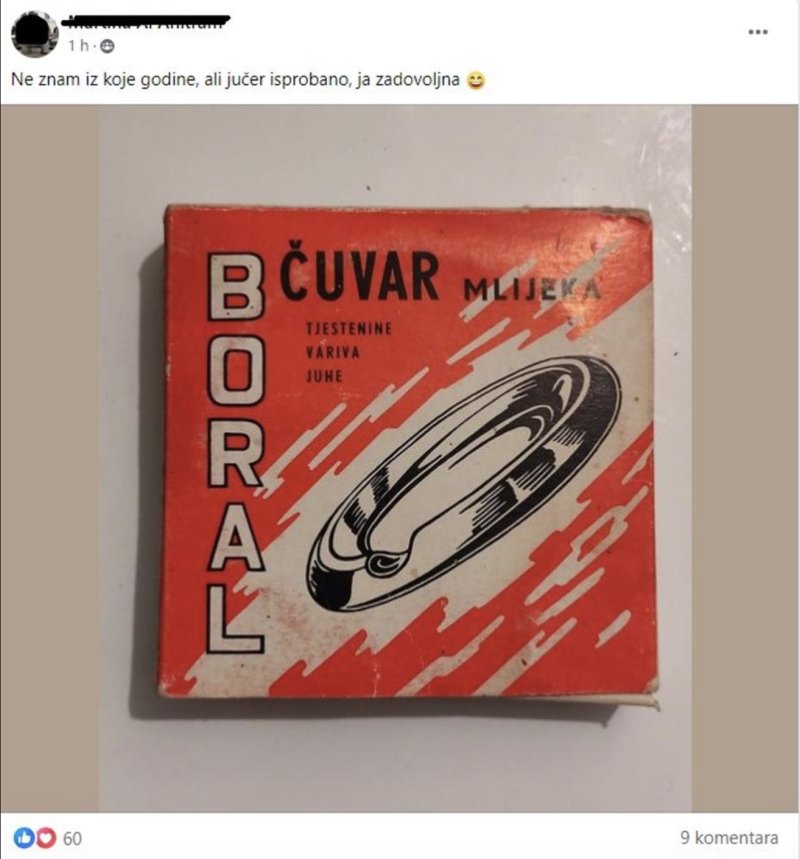 1 h
Ne znam iz koje godine, ali jučer isprobano, ja zadovoljna 😄
BORAL
ČUVAR MLIJEKA
TJESTENINE
VARIVA
JUHE
60
9 komentara